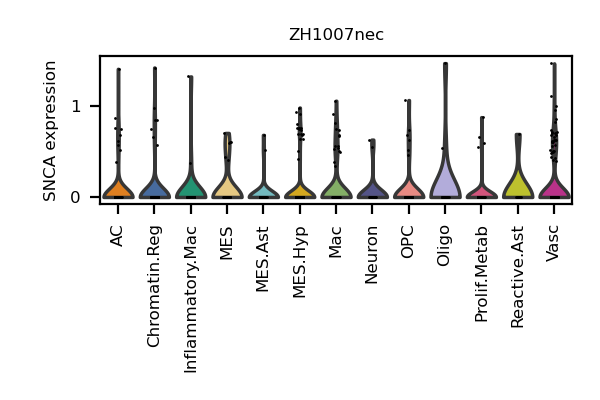 ZH1007nec
SNCA expression
1
0
AC
Chromatin.Reg
Inflammatory.Mac
MES
MES.Ast
MES.Hyp
Mac
Neuron
OPC
Oligo
Prolif.Metab
Reactive.Ast
Vasc